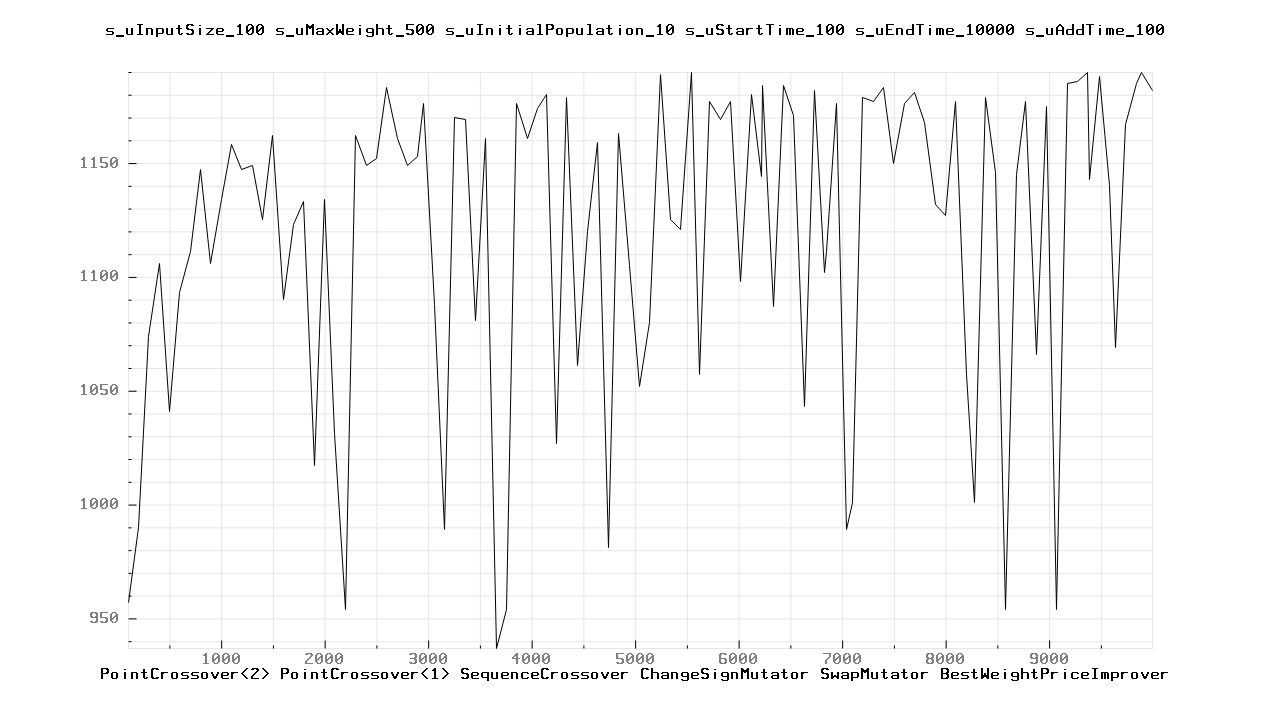 s_uInputSize_100 s_uMaxWeight_500 s_uInitialPopulation_10 s_uStartTime_100 s_uEndTime_10000 s_uAddTime_100
1150
1100
1050
1000
950
1000 2000 3000 4000 5000 6000 7000 8000 9000
PointCrossover<2> PointCrossover<1> SequenceCrossover ChangeSignMutator SwapMutator BestWeightPriceImprover